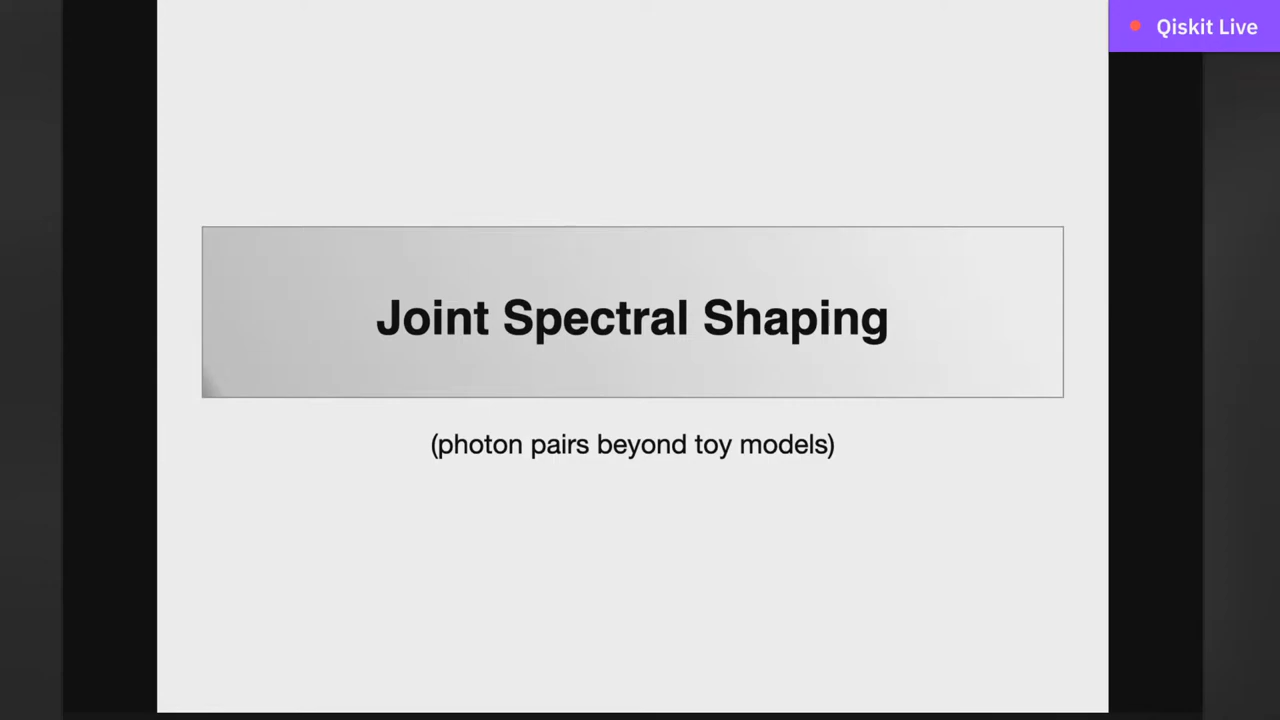 Qiskit Live
Joint Spectral Shaping
(photon pairs beyond toy models)